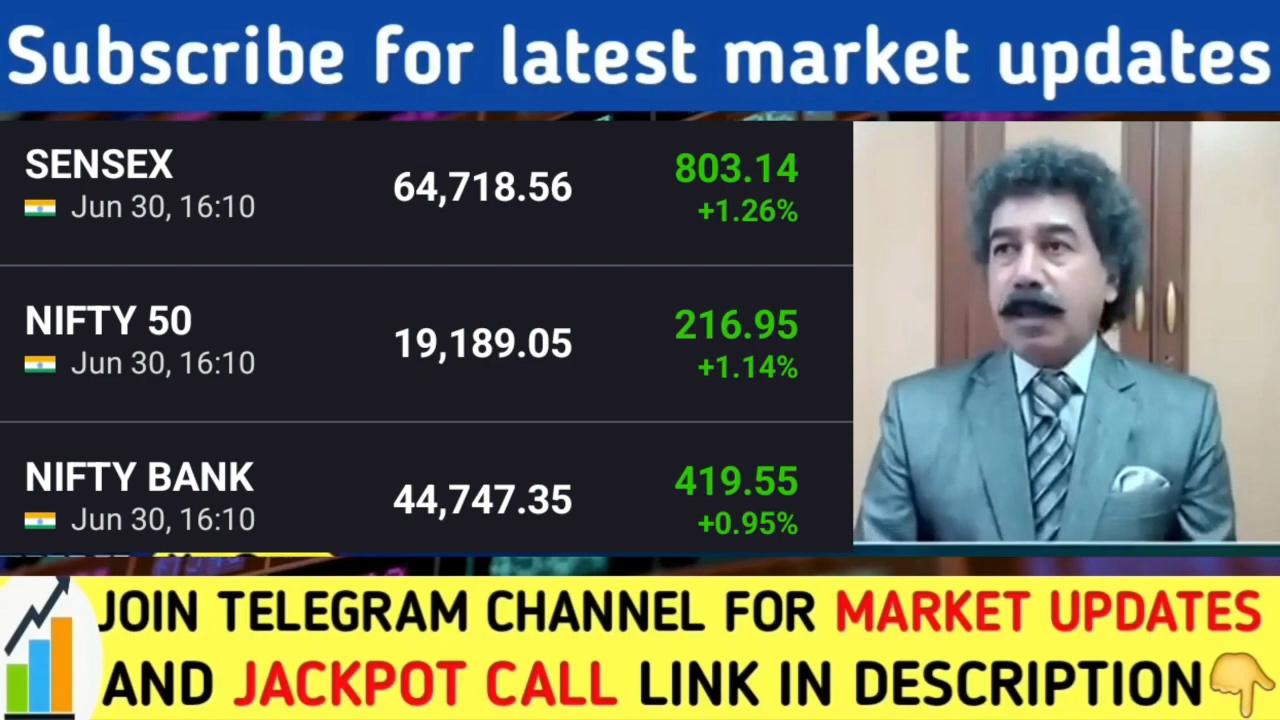 Subscribe for latest market updates
SENSEX
Jun 30, 16:10
64,718.56
803.14
+1.26%
NIFTY 50
Jun 30, 16:10
19,189.05
216.95
+1.14%
NIFTY BANK
Jun 30, 16:10
44,747.35
419.55
+0.95%
JOIN TELEGRAM CHANNEL FOR MARKET UPDATES
AND JACKPOT CALL LINK IN DESCRIPTION👇